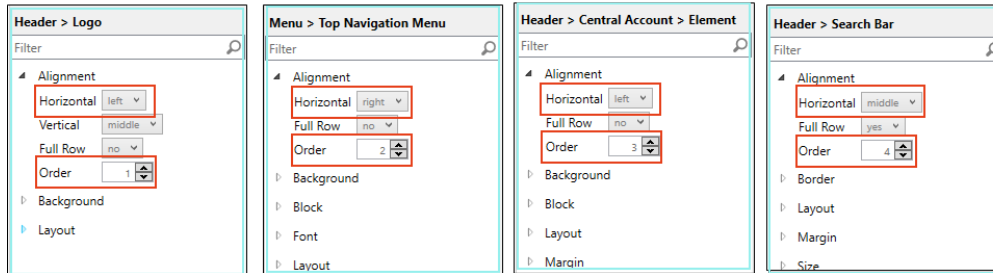 Header > Logo
Filter
Alignment
Horizontal left
Vertical middle
Full Row no
Order 1
Background
Layout
Menu > Top Navigation Menu
Filter
Alignment
Horizontal right
Full Row no
Order 2
Background
Block
Font
Layout
Header > Central Account > Element
Filter
Alignment
Horizontal left
Full Row no
Order 3
Background
Block
Layout
Margin
Header > Search Bar
Filter
Alignment
Horizontal middle
Full Row yes
Order 4
Border
Layout
Margin
Size